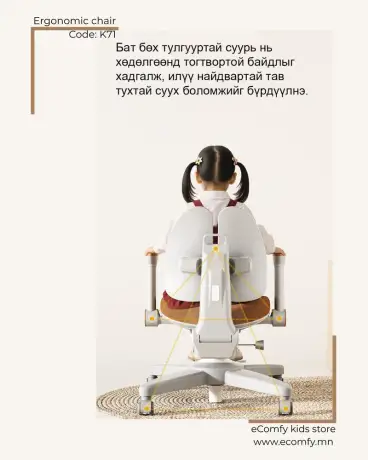 Ergonomic chair
Code: K71
Бат бөх тулгууртай суурь нь
хөдөлгөөнд тогтвортой байдлыг
хадгалж, илүү найдвартай тав
тухтай суух боломжийг бүрдүүлнэ.
eComfy kids store
www.ecomfy.mn